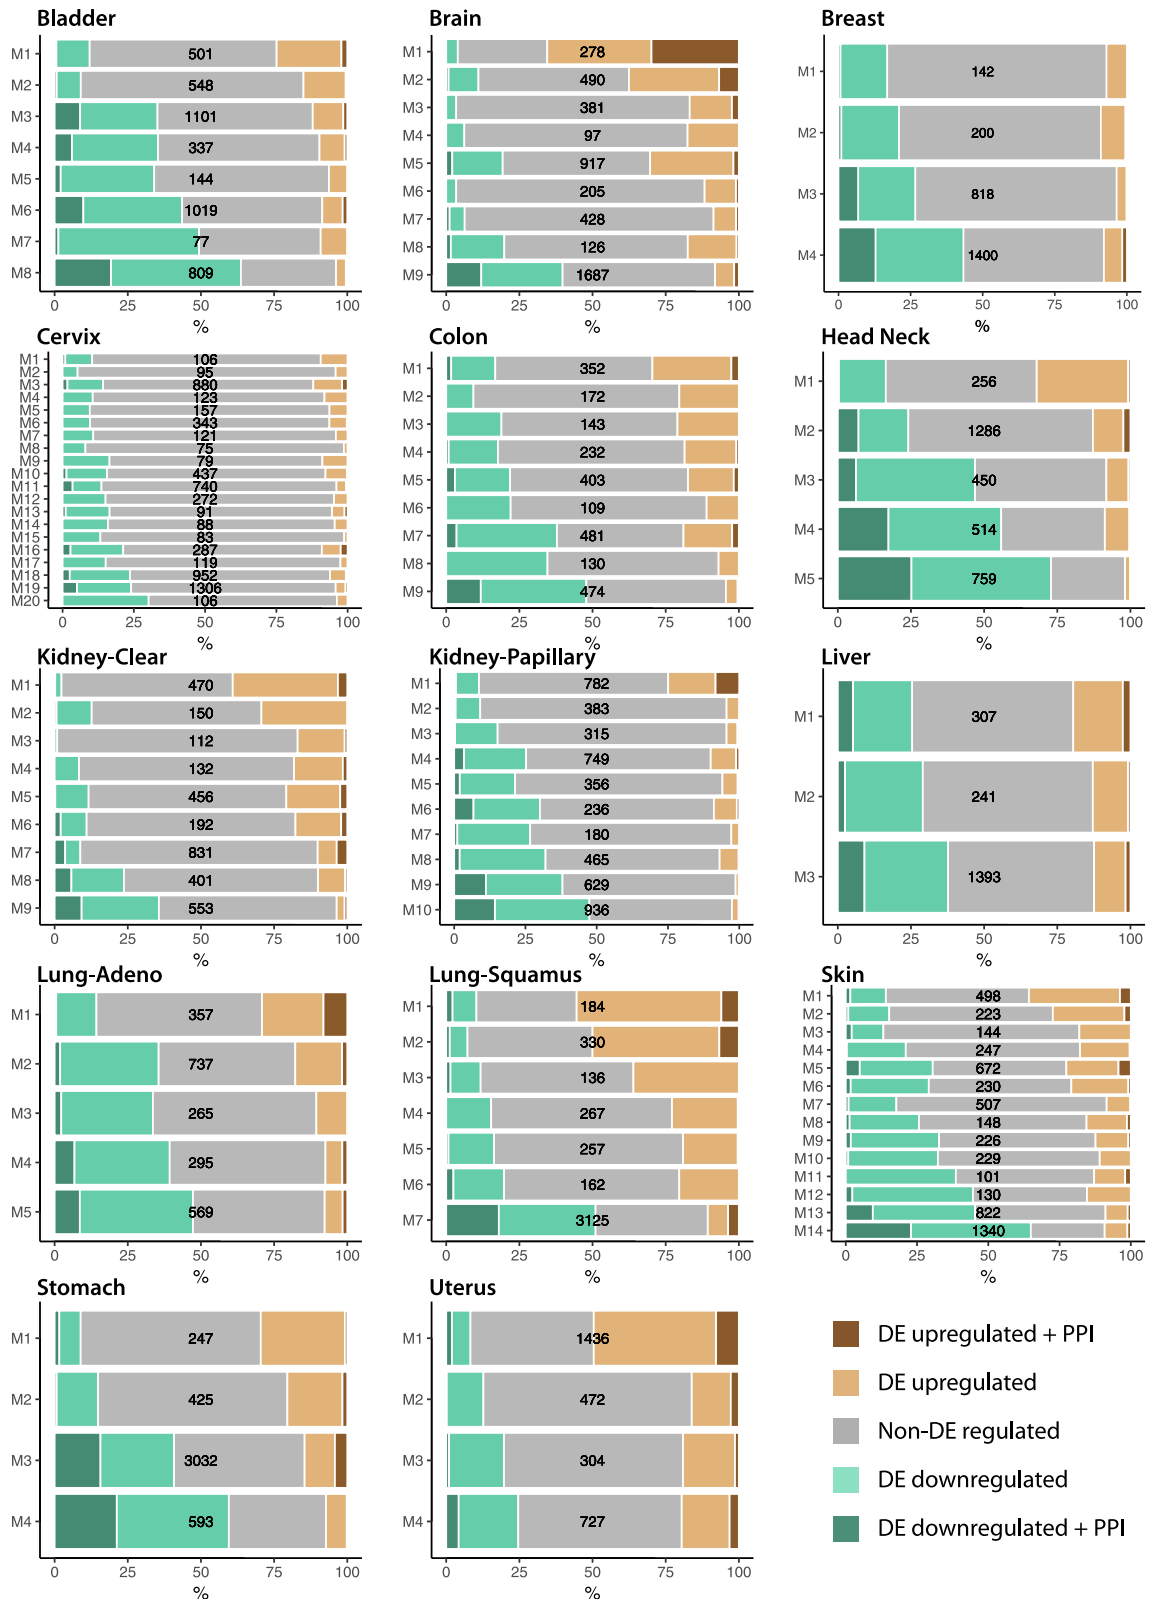 Bladder
M1 501
M2 548
M3 1101
M4 337
M5 144
M6 1019
M7 77
M8 809
0 25 50 75 100
%
Brain
M1 278
M2 490
M3 381
M4 97
M5 917
M6 205
M7 428
M8 126
M9 1687
0 25 50 75 100
%
Breast
M1 142
M2 200
M3 818
M4 1400
0 25 50 75 100
%
Cervix
M1 106
M2 95
M3 880
M4 123
M5 157
M6 343
M7 121
M8 75
M9 79
M10 437
M11 740
M12 272
M13 91
M14 88
M15 83
M16 287
M17 119
M18 952
M19 1306
M20 106
0 25 50 75 100
%
Colon
M1 352
M2 172
M3 143
M4 232
M5 403
M6 109
M7 481
M8 130
M9 474
0 25 50 75 100
%
Head Neck
M1 256
M2 1286
M3 450
M4 514
M5 759
0 25 50 75 100
%
Kidney-Clear
M1 470
M2 150
M3 112
M4 132
M5 456
M6 192
M7 831
M8 401
M9 553
0 25 50 75 100
%
Kidney-Papillary
M1 782
M2 383
M3 315
M4 749
M5 356
M6 236
M7 180
M8 465
M9 629
M10 936
0 25 50 75 100
%
Liver
M1 307
M2 241
M3 1393
0 25 50 75 100
%
Lung-Adeno
M1 357
M2 737
M3 265
M4 295
M5 569
0 25 50 75 100
%
Lung-Squamus
M1 184
M2 330
M3 136
M4 267
M5 257
M6 162
M7 3125
0 25 50 75 100
%
Skin
M1 498
M2 223
M3 144
M4 247
M5 672
M6 230
M7 507
M8 148
M9 226
M10 229
M11 101
M12 130
M13 822
M14 1340
0 25 50 75 100
%
Stomach
M1 247
M2 425
M3 3032
M4 593
0 25 50 75 100
%
Uterus
M1 1436
M2 472
M3 304
M4 727
0 25 50 75 100
%
DE upregulated + PPI
DE upregulated
Non-DE regulated
DE downregulated
DE downregulated + PPI